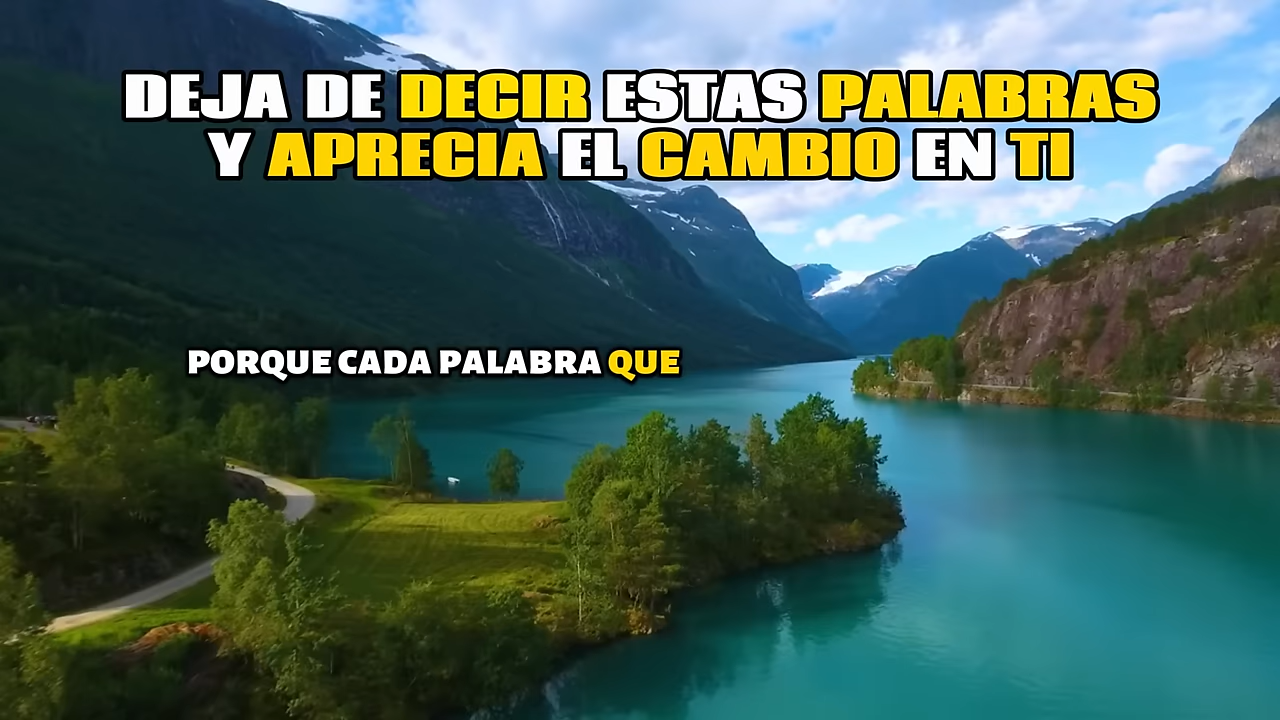 DEJA DE DECIR ESTAS PALABRAS
Y APRECIA EL CAMBIO EN TI
PORQUE CADA PALABRA QUE